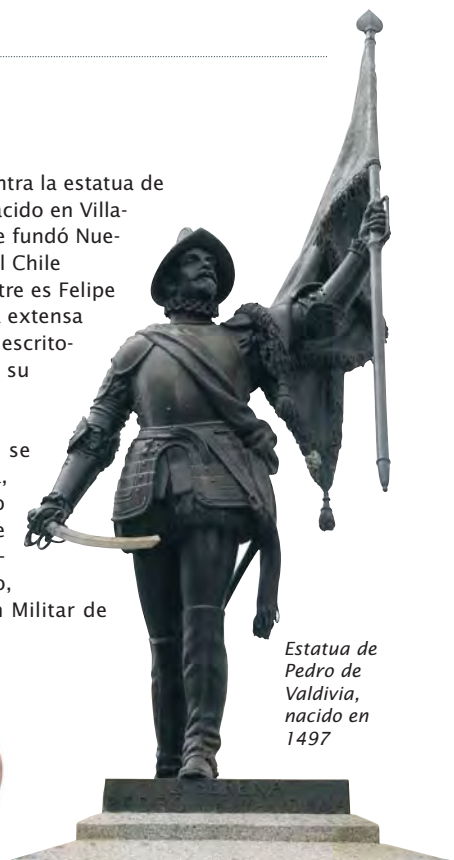 ntra la estatua de
cido en Villa-
e fundó Nue-
l Chile
tre es Felipe
extensa
escrito-
su
se
o
e
o,
n Militar de
Estatua de
Pedro de
Valdivia,
nacido en
1497